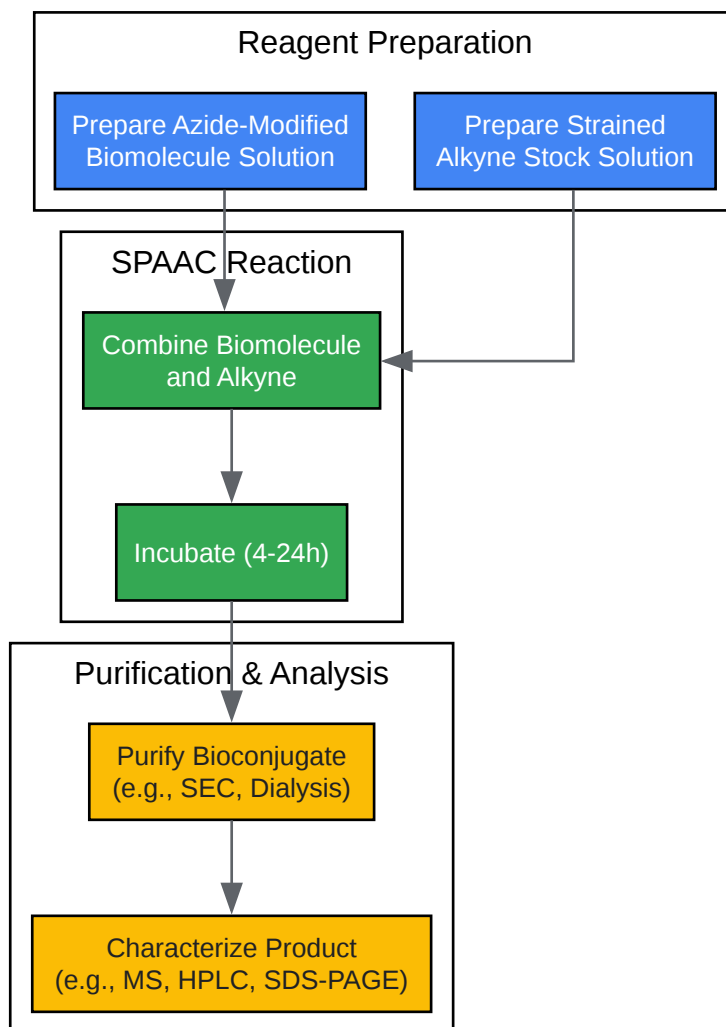 Reagent Preparation
Prepare Azide-Modified
Biomolecule Solution
Prepare Strained
Alkyne Stock Solution
SPAAC Reaction
Combine Biomolecule
and Alkyne
Incubate (4-24h)
Purification & Analysis
Purify Bioconjugate
(e.g., SEC, Dialysis)
Characterize Product
(e.g., MS, HPLC, SDS-PAGE)